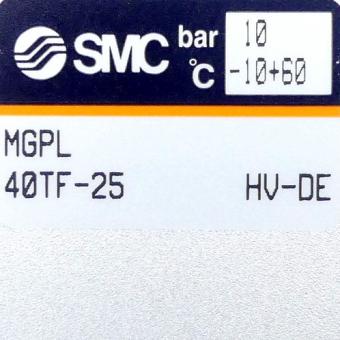 SMC bar 10
°C -10+60
MGPL
40TF-25 HV-DE